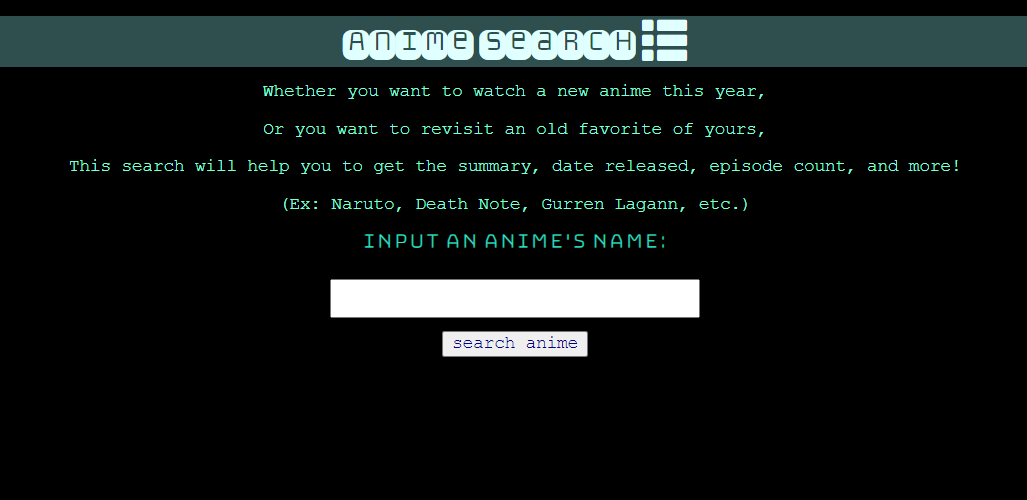 Anime Search
Whether you want to watch a new anime this year,
Or you want to revisit an old favorite of yours,
This search will help you to get the summary, date released, episode count, and more!
(Ex: Naruto, Death Note, Gurren Lagann, etc.)
INPUT AN ANIME'S NAME:
search anime